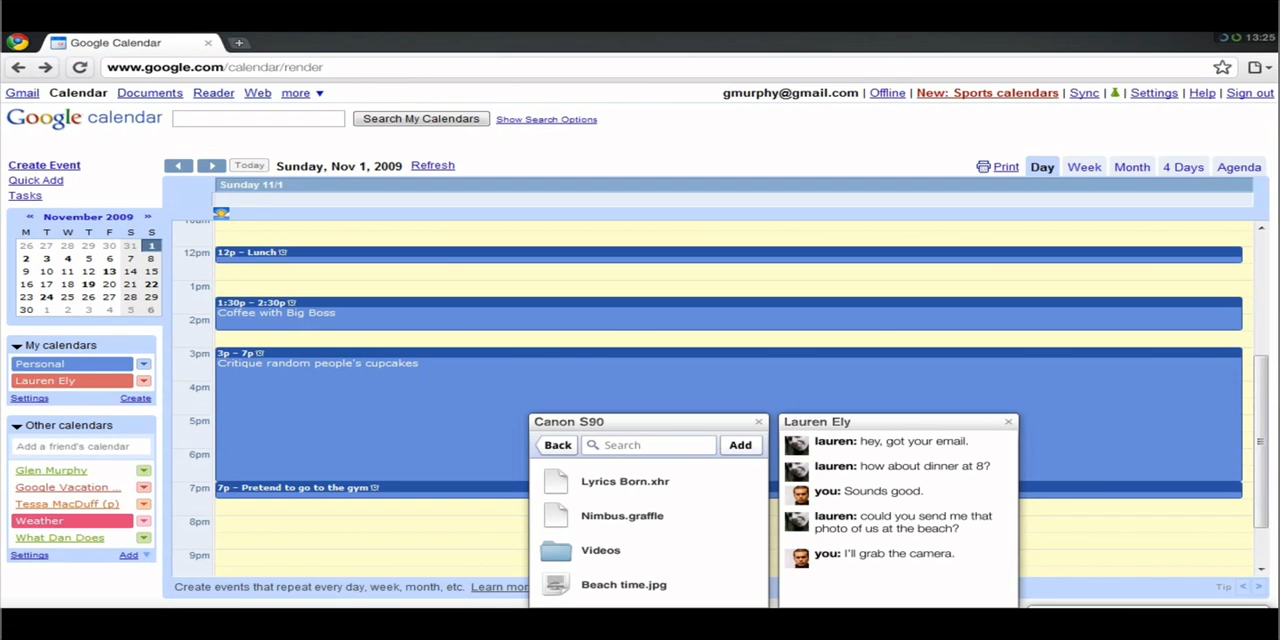 Google Calendar
13:25
www.google.com/calendar/render
Gmail Calendar Documents Reader Web more ▼
gmurphy@gmail.com | Offline | New: Sports calendars | Sync | Settings | Help | Sign out
Google calendar
Search My Calendars
Show Search Options
Create Event
Quick Add
Tasks
Today
Sunday, Nov 1, 2009
Refresh
Print
Day
Week
Month
4 Days
Agenda
Sunday 11/1
« November 2009 »
M T W T F S S
26 27 28 29 30 31 1
2 3 4 5 6 7 8
9 10 11 12 13 14 15
16 17 18 19 20 21 22
23 24 25 26 27 28 29
30 1 2 3 4 5 6
My calendars
Personal
Lauren Ely
Settings Create
Other calendars
Add a friend's calendar
Glen Murphy
Google Vacation ...
Tessa MacDuff (p)
Weather
What Dan Does
Settings Add
10am
12pm
12p – Lunch
1pm
1:30p – 2:30p
Coffee with Big Boss
2pm
3pm
3p – 7p
Critique random people's cupcakes
4pm
5pm
6pm
7pm
7p – Pretend to go to the gym
8pm
9pm
Create events that repeat every day, week, month, etc. Learn mor
Tip < >
Canon S90
Back
Search
Add
Lyrics Born.xhr
Nimbus.graffle
Videos
Beach time.jpg
Lauren Ely
lauren: hey, got your email.
lauren: how about dinner at 8?
you: Sounds good.
lauren: could you send me that
photo of us at the beach?
you: I'll grab the camera.